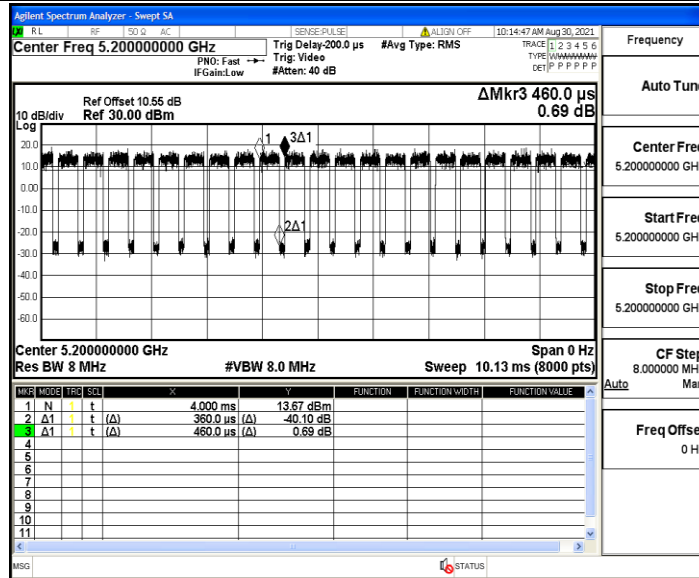 Agilent Spectrum Analyzer - Swept SA
RL RF 50 Ω AC SENSE:PULSE ALIGN OFF 10:14:47 AM Aug 30, 2021
Center Freq 5.200000000 GHz
PNO: Fast
IFGain:Low
Trig Delay-200.0 µs
Trig: Video
#Atten: 40 dB
#Avg Type: RMS
TRACE 1 2 3 4 5 6
TYPE
DET P P P P P P
ΔMkr3 460.0 µs
0.69 dB
Ref Offset 10.55 dB
10 dB/div Ref 30.00 dBm
Log
20.0
10.0
0.00
-10.0
-20.0
-30.0
-40.0
-50.0
-60.0
1
3Δ1
2Δ1
Center 5.200000000 GHz Span 0 Hz
Res BW 8 MHz #VBW 8.0 MHz Sweep 10.13 ms (8000 pts)
MKR MODE TRC SCL X Y FUNCTION FUNCTION WIDTH FUNCTION VALUE
1 N 1 t 4.000 ms 13.67 dBm
2 Δ1 1 t (Δ) 360.0 µs (Δ) -40.10 dB
3 Δ1 1 t (Δ) 460.0 µs (Δ) 0.69 dB
4
5
6
7
8
9
10
11
MSG STATUS
Frequency
Auto Tun
Center Fre
5.200000000 GH
Start Fre
5.200000000 GH
Stop Fre
5.200000000 GH
CF Step
8.000000 MH
Auto Ma
Freq Offse
0 H